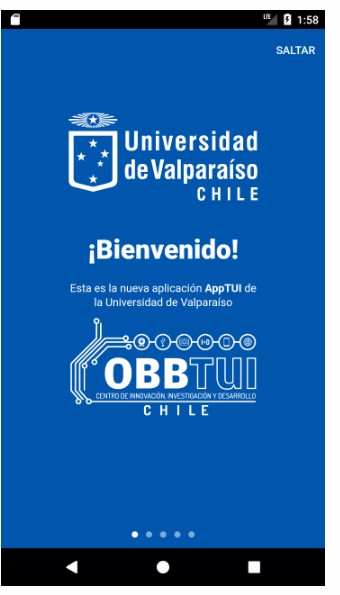 LTE 1:58
SALTAR
Universidad
de Valparaíso
CHILE
¡Bienvenido!
Esta es la nueva aplicación AppTUI de
la Universidad de Valparaíso
OBBTUI
CENTRO DE INNOVACIÓN, INVESTIGACIÓN Y DESARROLLO
CHILE